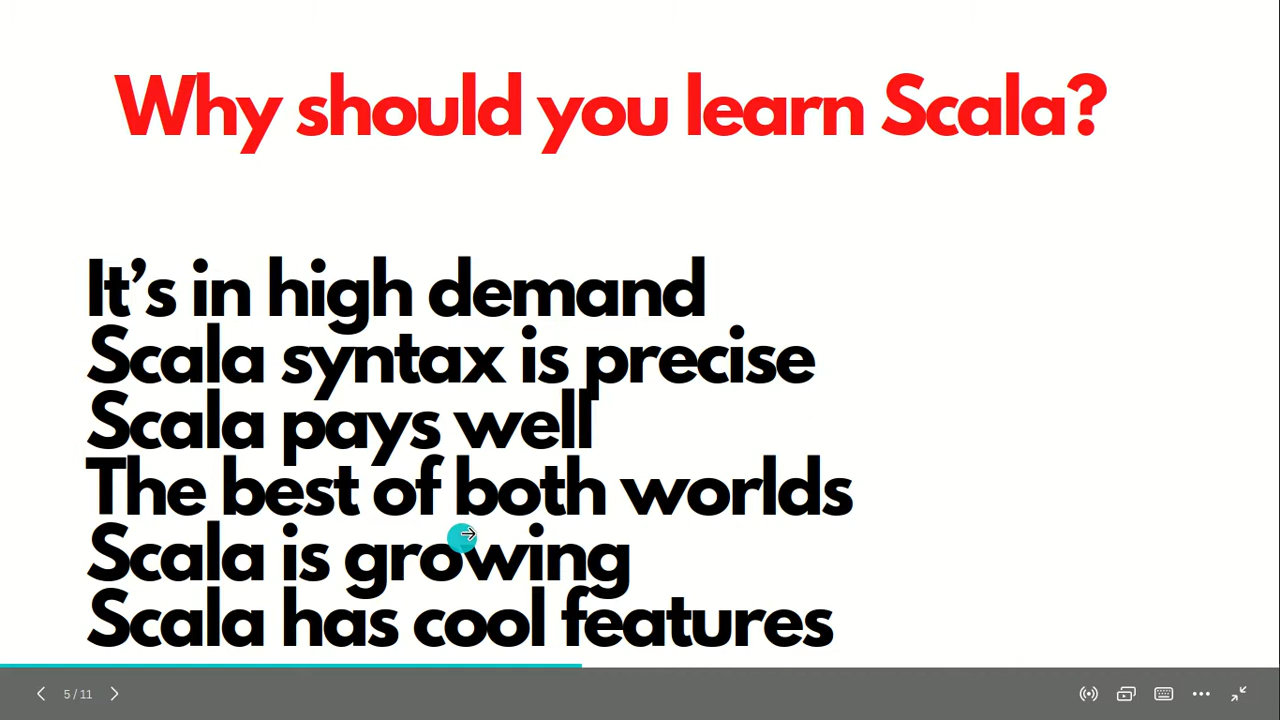 Why should you learn Scala?
It’s in high demand
Scala syntax is precise
Scala pays well
The best of both worlds
Scala is growing
Scala has cool features
5 / 11